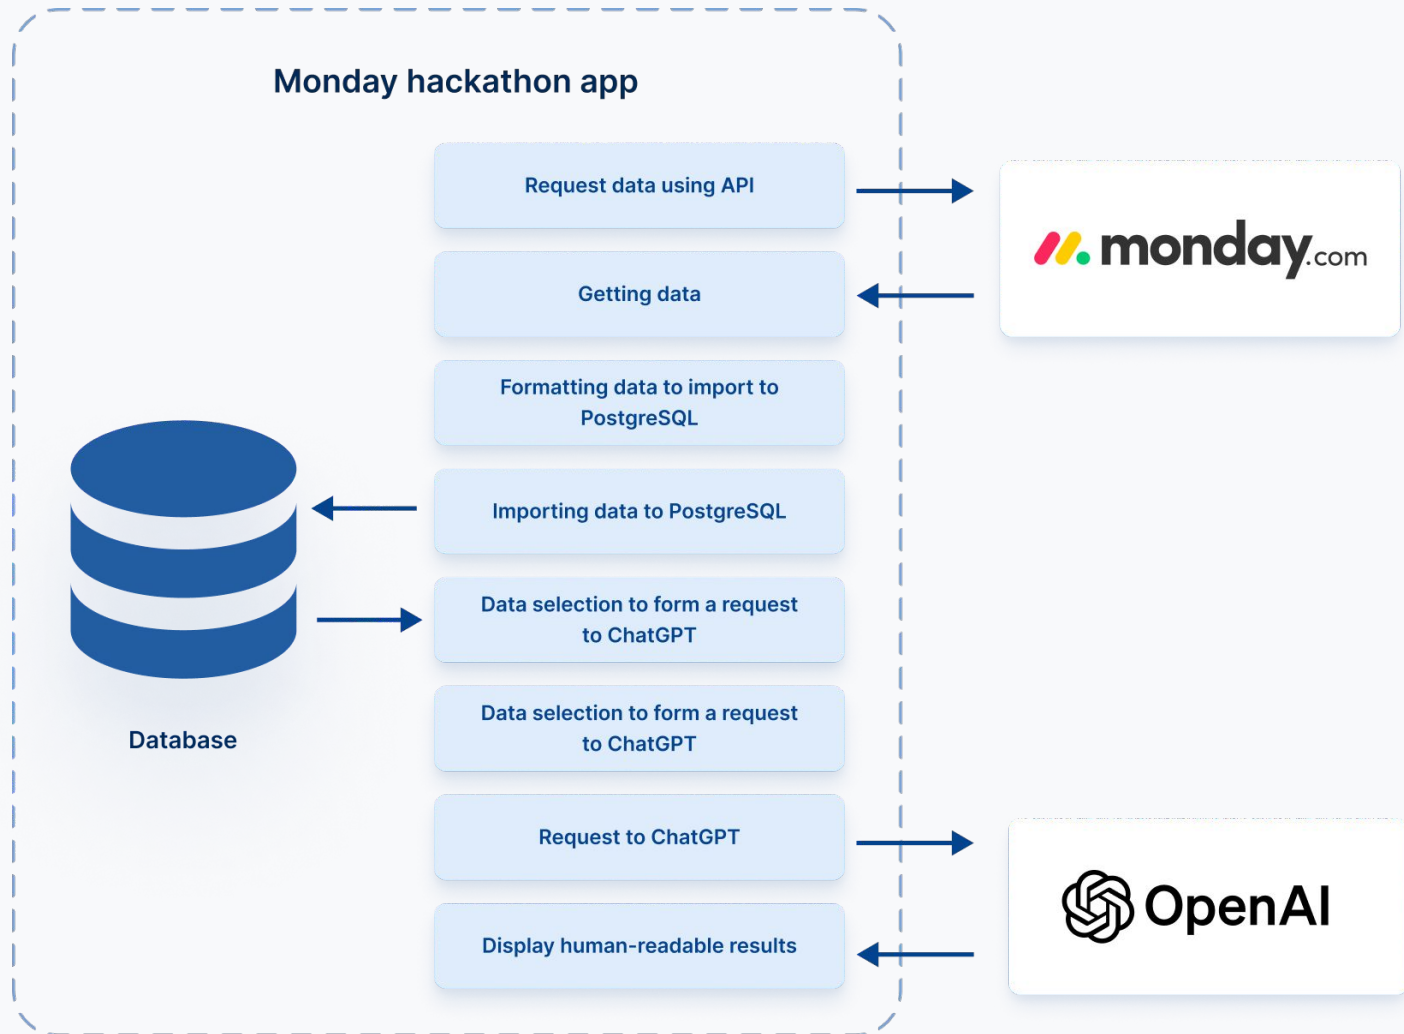 Monday hackathon app
Request data using API
monday.com
Getting data
Formatting data to import to
PostgreSQL
Importing data to PostgreSQL
Data selection to form a request
to ChatGPT
Database
Data selection to form a request
to ChatGPT
Request to ChatGPT
OpenAI
Display human-readable results